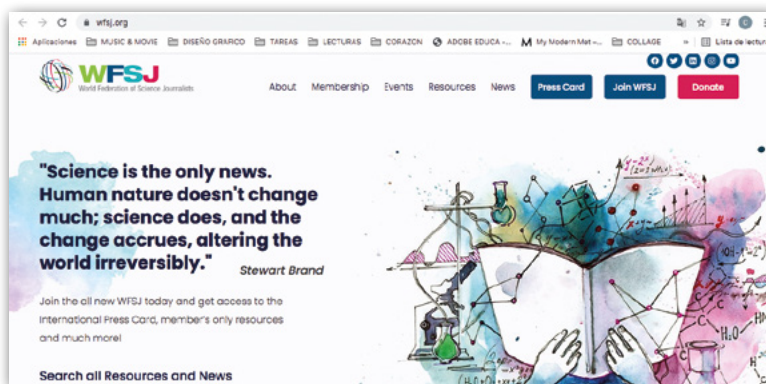 wfsj.org
Aplicaciones MUSIC & MOVIE DISEÑO GRAFICO TAREAS LECTURAS CORAZON ADOBE EDUCA -... My Modern Met -... COLLAGE » Lista de lectur
WFSJ
World Federation of Science Journalists
About Membership Events Resources News Press Card Join WFSJ Donate
"Science is the only news.
Human nature doesn't change
much; science does, and the
change accrues, altering the
world irreversibly."
Stewart Brand
Join the all new WFSJ today and get access to the
International Press Card, member's only resources
and much more!
Search all Resources and News
H₂O